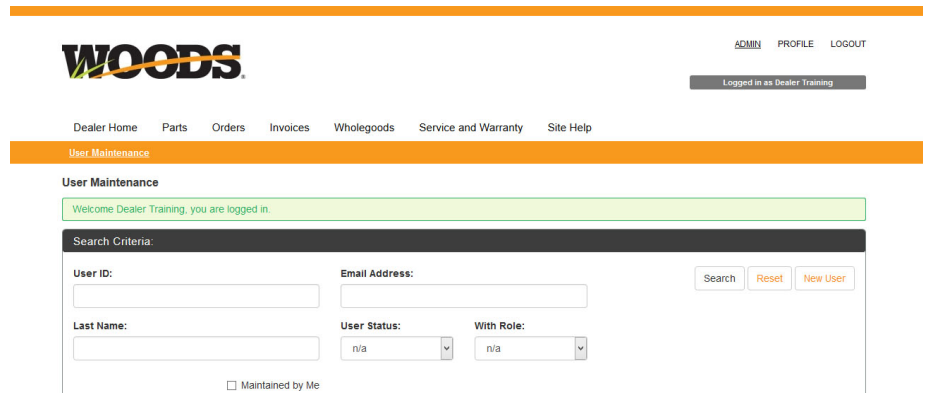 WOODS
ADMIN PROFILE LOGOUT
Logged in as Dealer Training
Dealer Home Parts Orders Invoices Wholegoods Service and Warranty Site Help
User Maintenance
User Maintenance
Welcome Dealer Training, you are logged in.
Search Criteria:
User ID: Email Address:
Search Reset New User
Last Name: User Status: With Role:
n/a n/a
Maintained by Me